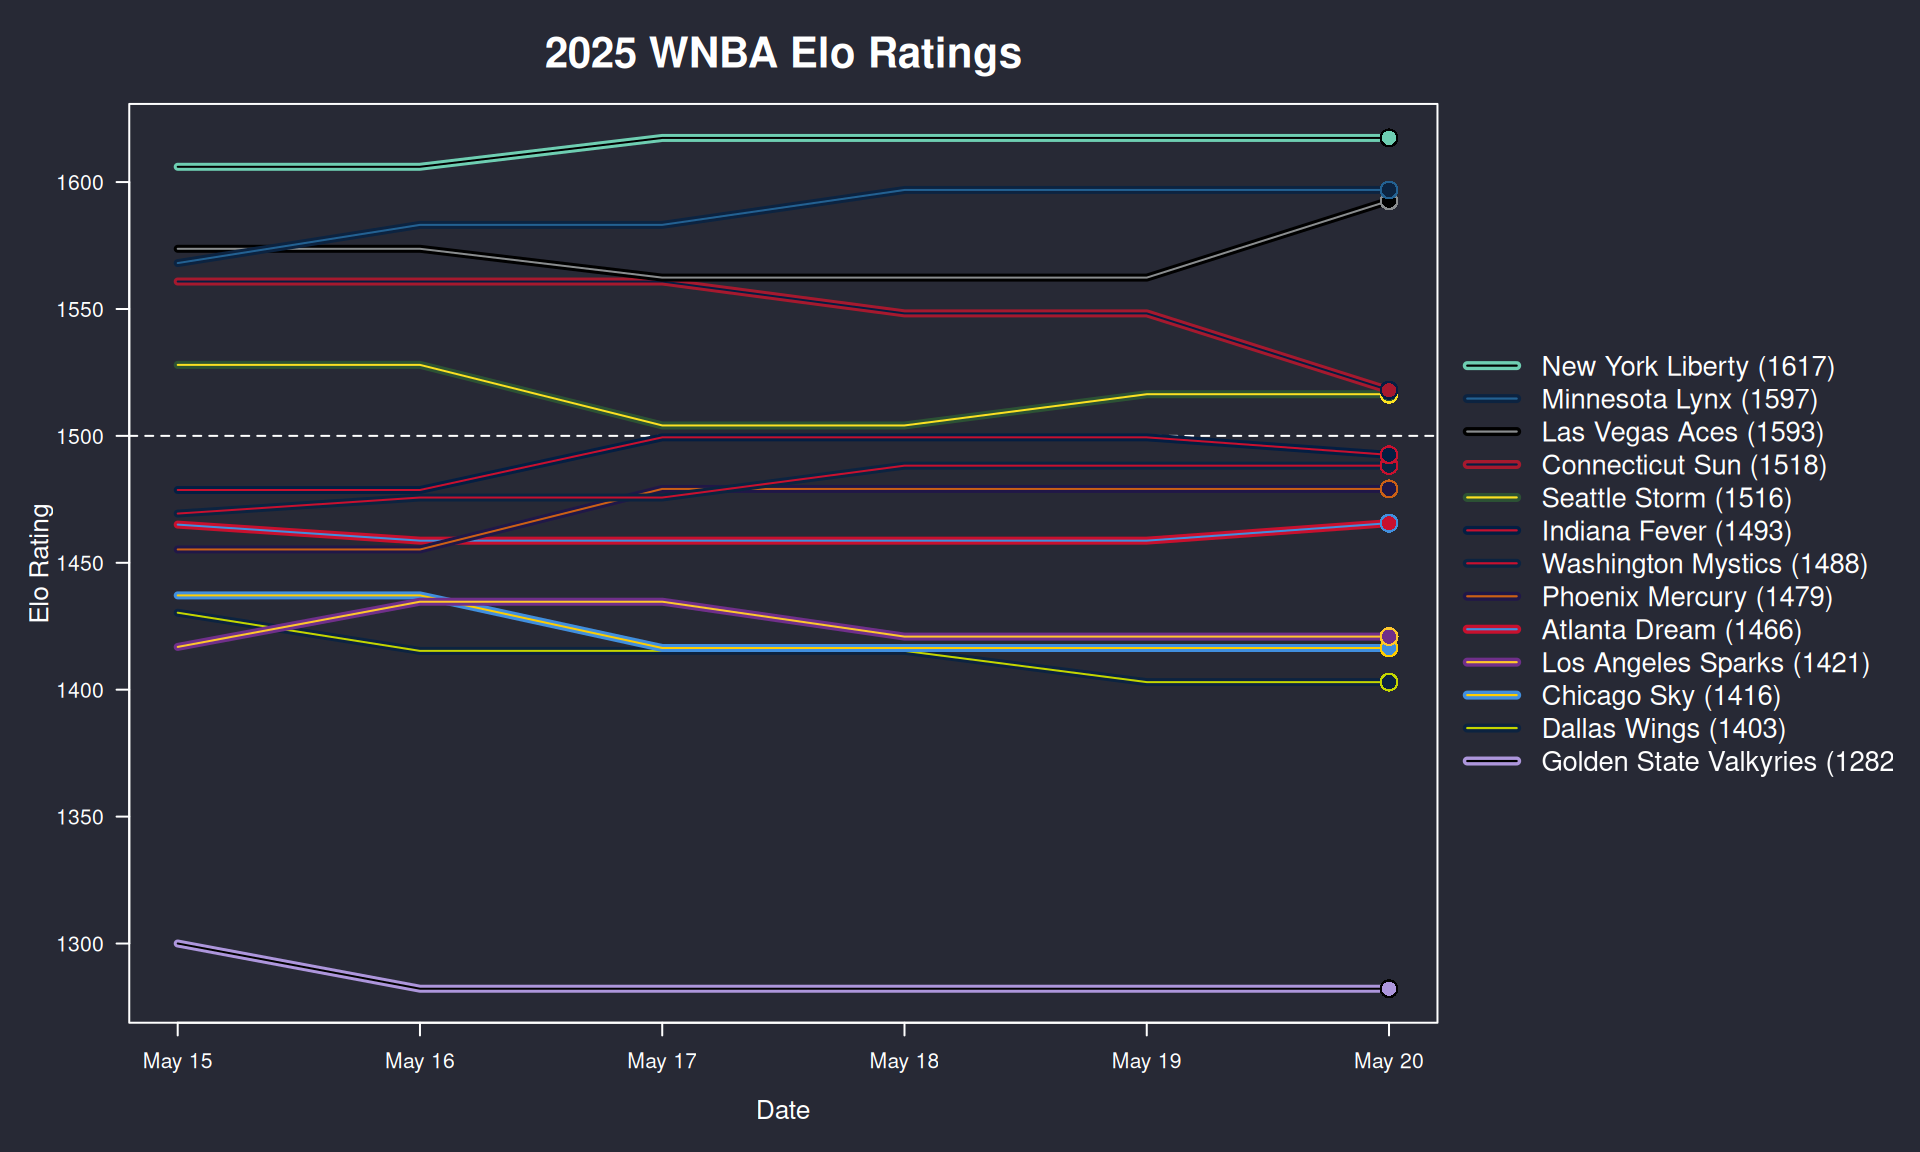 2025 WNBA Elo Ratings
Elo Rating
1600
1550
1500
1450
1400
1350
1300
May 15
May 16
May 17
May 18
May 19
May 20
Date
New York Liberty (1617)
Minnesota Lynx (1597)
Las Vegas Aces (1593)
Connecticut Sun (1518)
Seattle Storm (1516)
Indiana Fever (1493)
Washington Mystics (1488)
Phoenix Mercury (1479)
Atlanta Dream (1466)
Los Angeles Sparks (1421)
Chicago Sky (1416)
Dallas Wings (1403)
Golden State Valkyries (1282